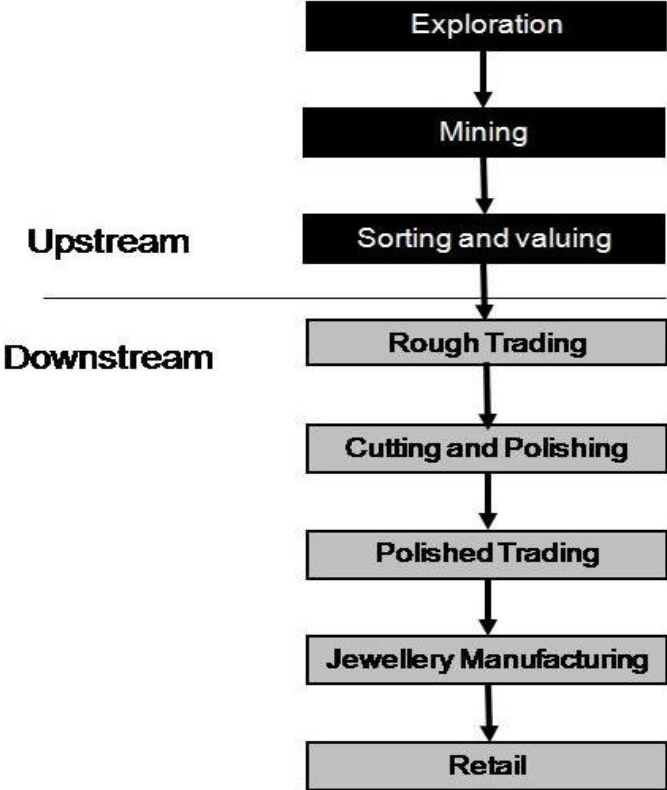 Exploration
Mining
Upstream
Sorting and valuing
Rough Trading
Downstream
Cutting and Polishing
Polished Trading
Jewellery Manufacturing
Retail